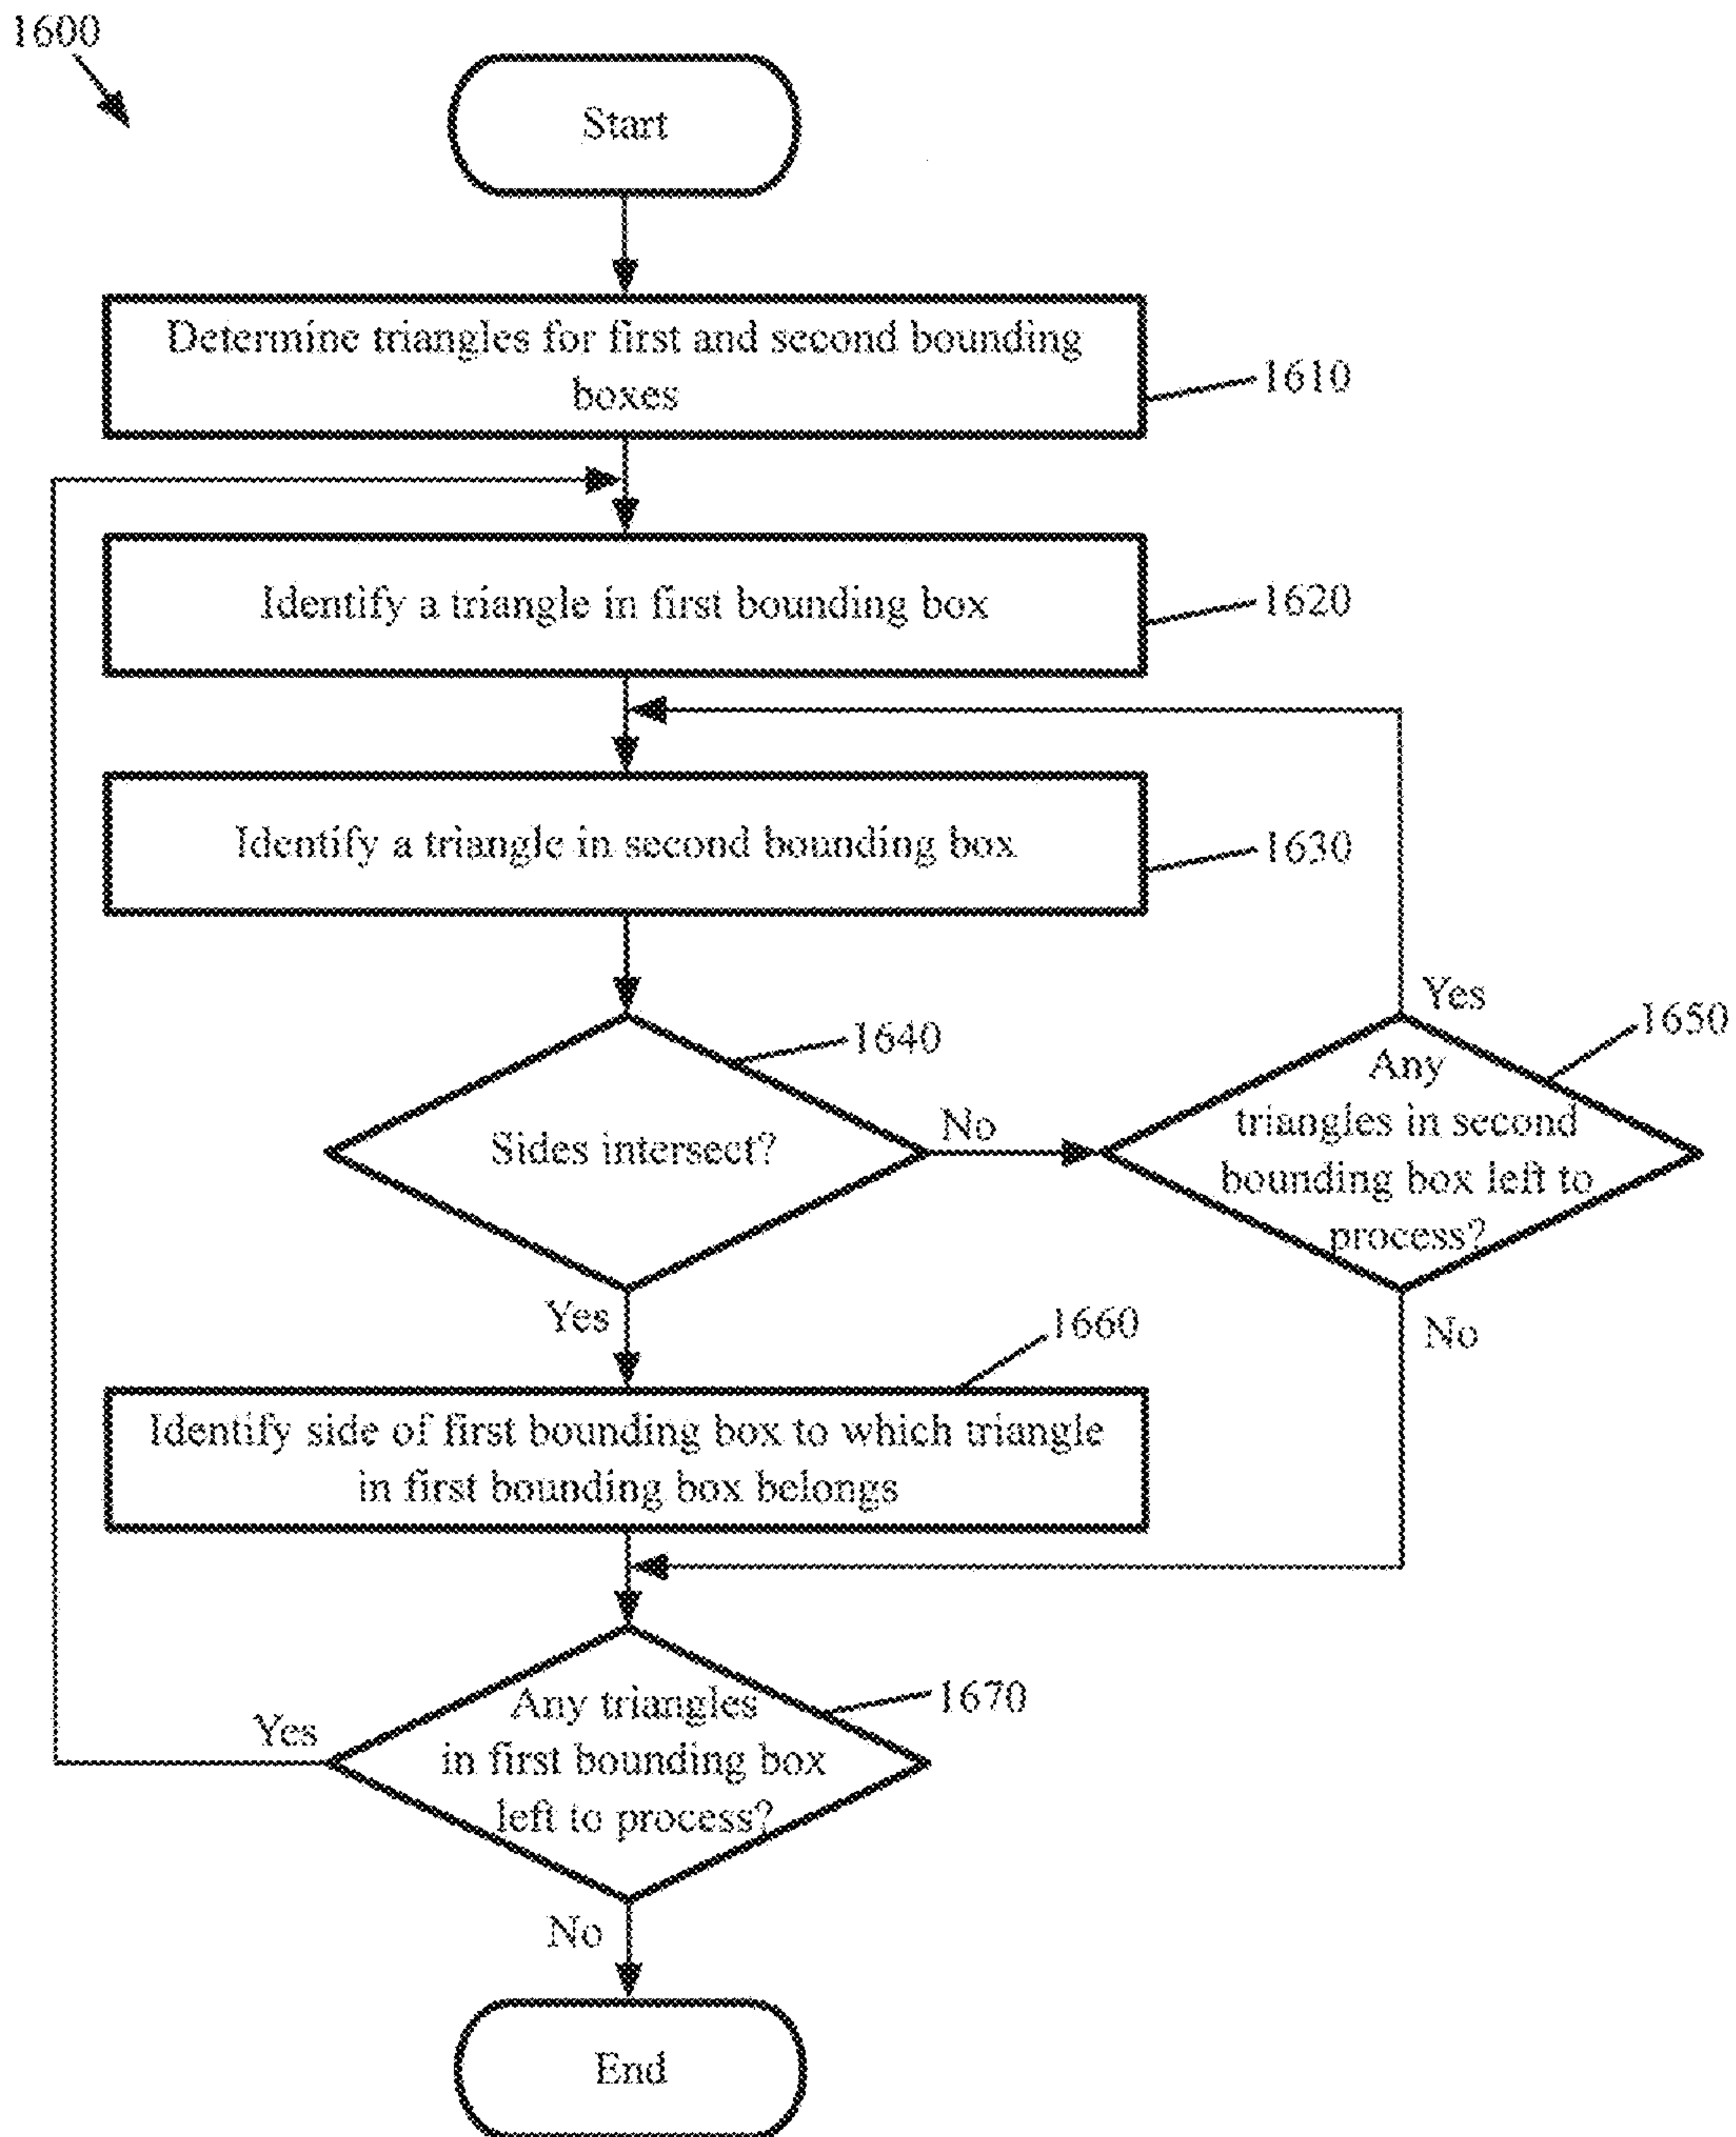 1600
Start
Determine triangles for first and second bounding
boxes
1610
Identify a triangle in first bounding box
1620
Identify a triangle in second bounding box
1630
Sides intersect?
1640
No
Yes
Any
triangles in second
bounding box left to
process?
1650
Yes
No
1660
Identify side of first bounding box to which triangle
in first bounding box belongs
Any triangles
in first bounding box
left to process?
1670
Yes
No
End